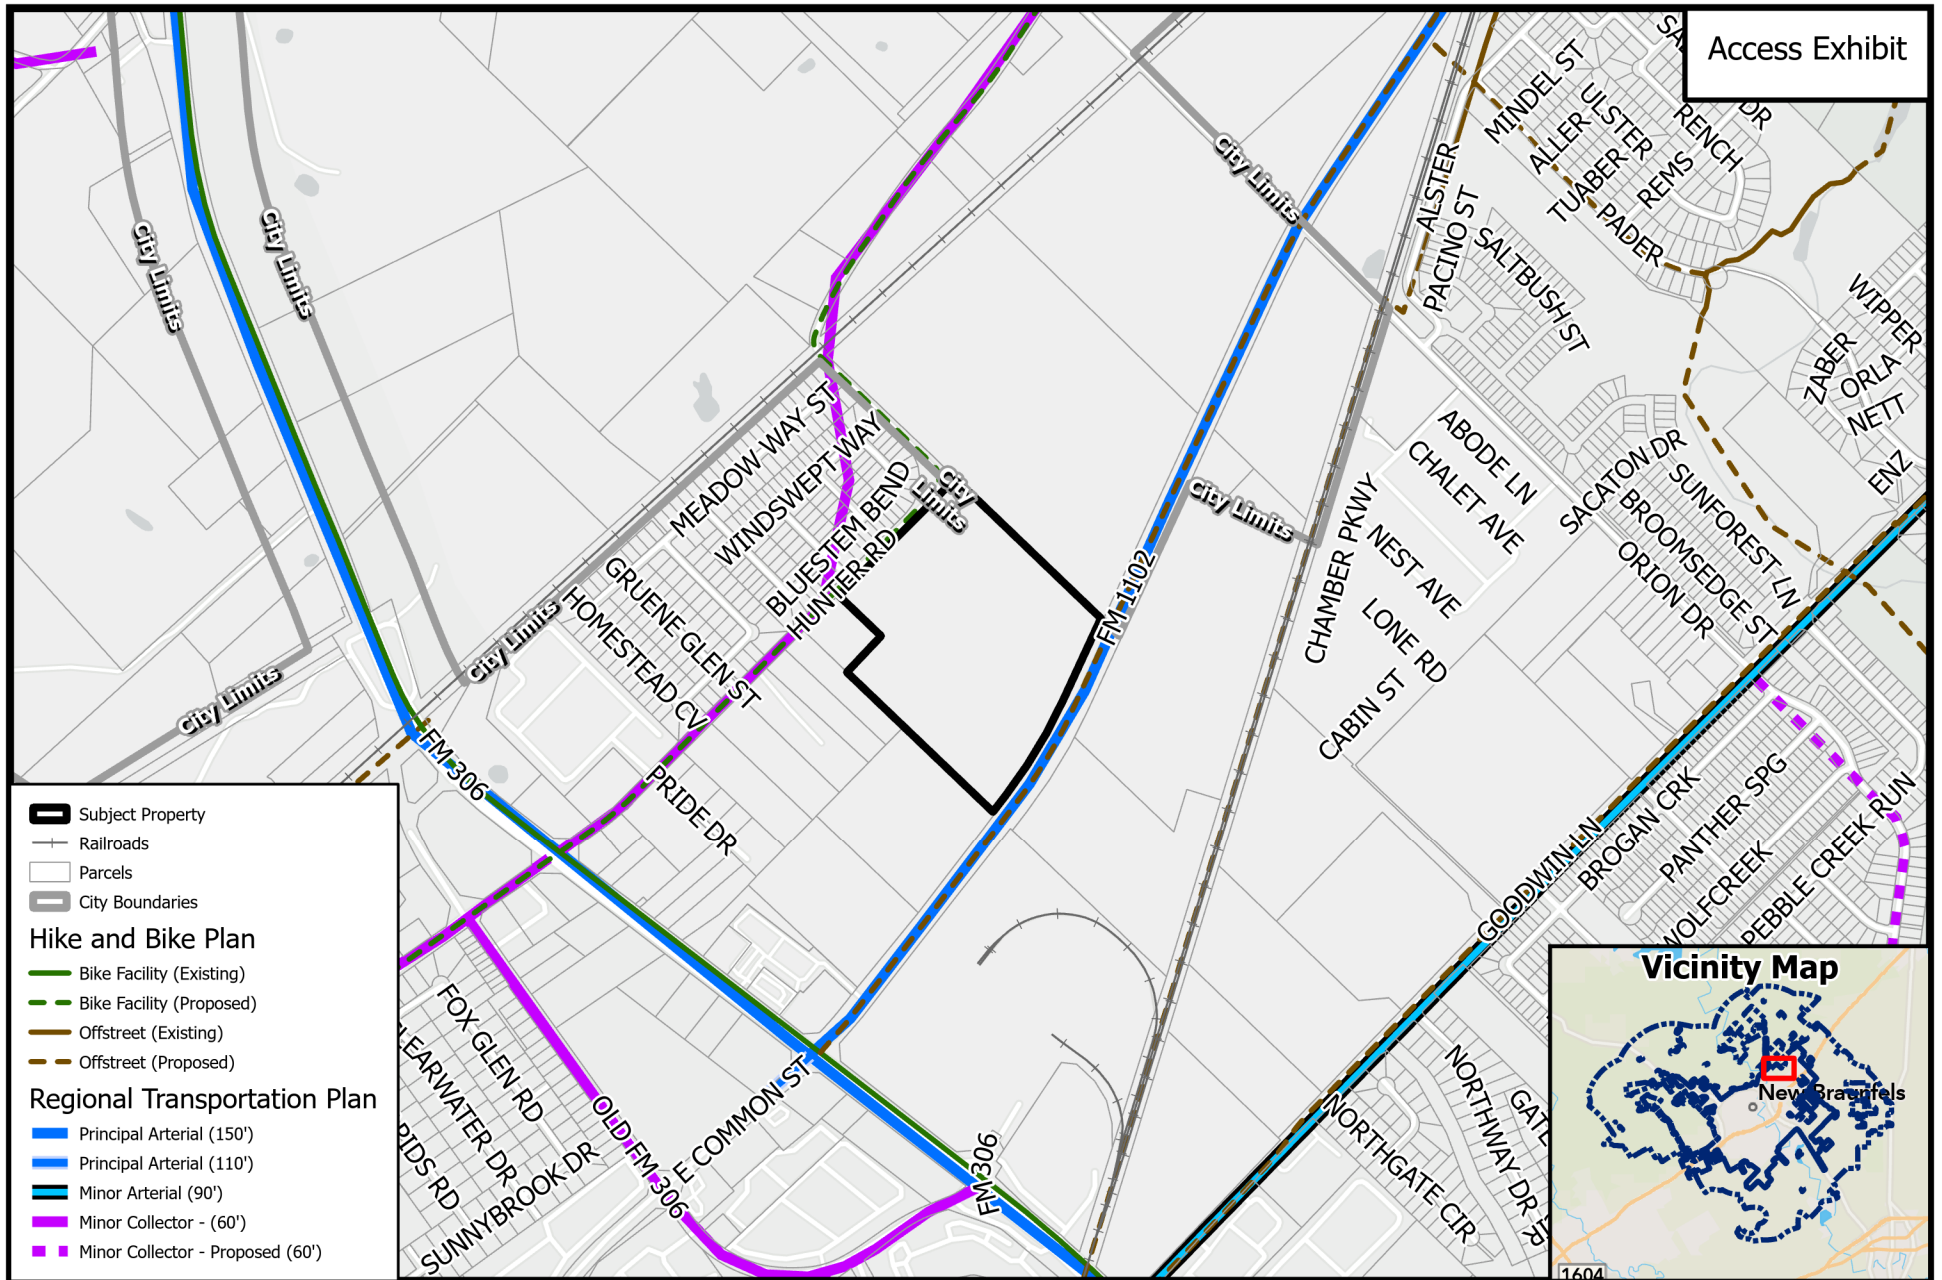 Access Exhibit
MINDEL ST
ULSTER
ALLER
TUBER
RENCH
DR
REMS
PADER
ALSTER
PACINO ST
SALTBUSH ST
WIPPER
ZABER
ORLA
NETT
ENZ
City Limits
City Limits
City Limits
City Limits
City Limits
City
Limits
City Limits
City Limits
MEADOW WAY ST
WINDSWEPT WAY
BLUESTEM BEND
HUNTER RD
GRUENE GLEN ST
HOMESTEAD CV
PRIDE DR
FM 306
FM 1102
CHAMBER PKWY
ABODE LN
CHALET AVE
NEST AVE
LONE RD
CABIN ST
SACATON DR
SUNFOREST LN
BROOMSEDGE ST
ORION DR
GOODWIN LN
BROGAN CRK
PANTHER SPG
WOLFCREEK
PEBBLE CREEK RUN
FOX GLEN RD
SUNNYBROOK DR
OLD FM 306
E COMMON ST
FM 306
NORTHGATE CIR
NORTHWAY DR
Subject Property
Railroads
Parcels
City Boundaries
Hike and Bike Plan
Bike Facility (Existing)
Bike Facility (Proposed)
Offstreet (Existing)
Offstreet (Proposed)
Regional Transportation Plan
Principal Arterial (150')
Principal Arterial (110')
Minor Arterial (90')
Minor Collector - (60')
Minor Collector - Proposed (60')
Vicinity Map
New Braunfels
1604